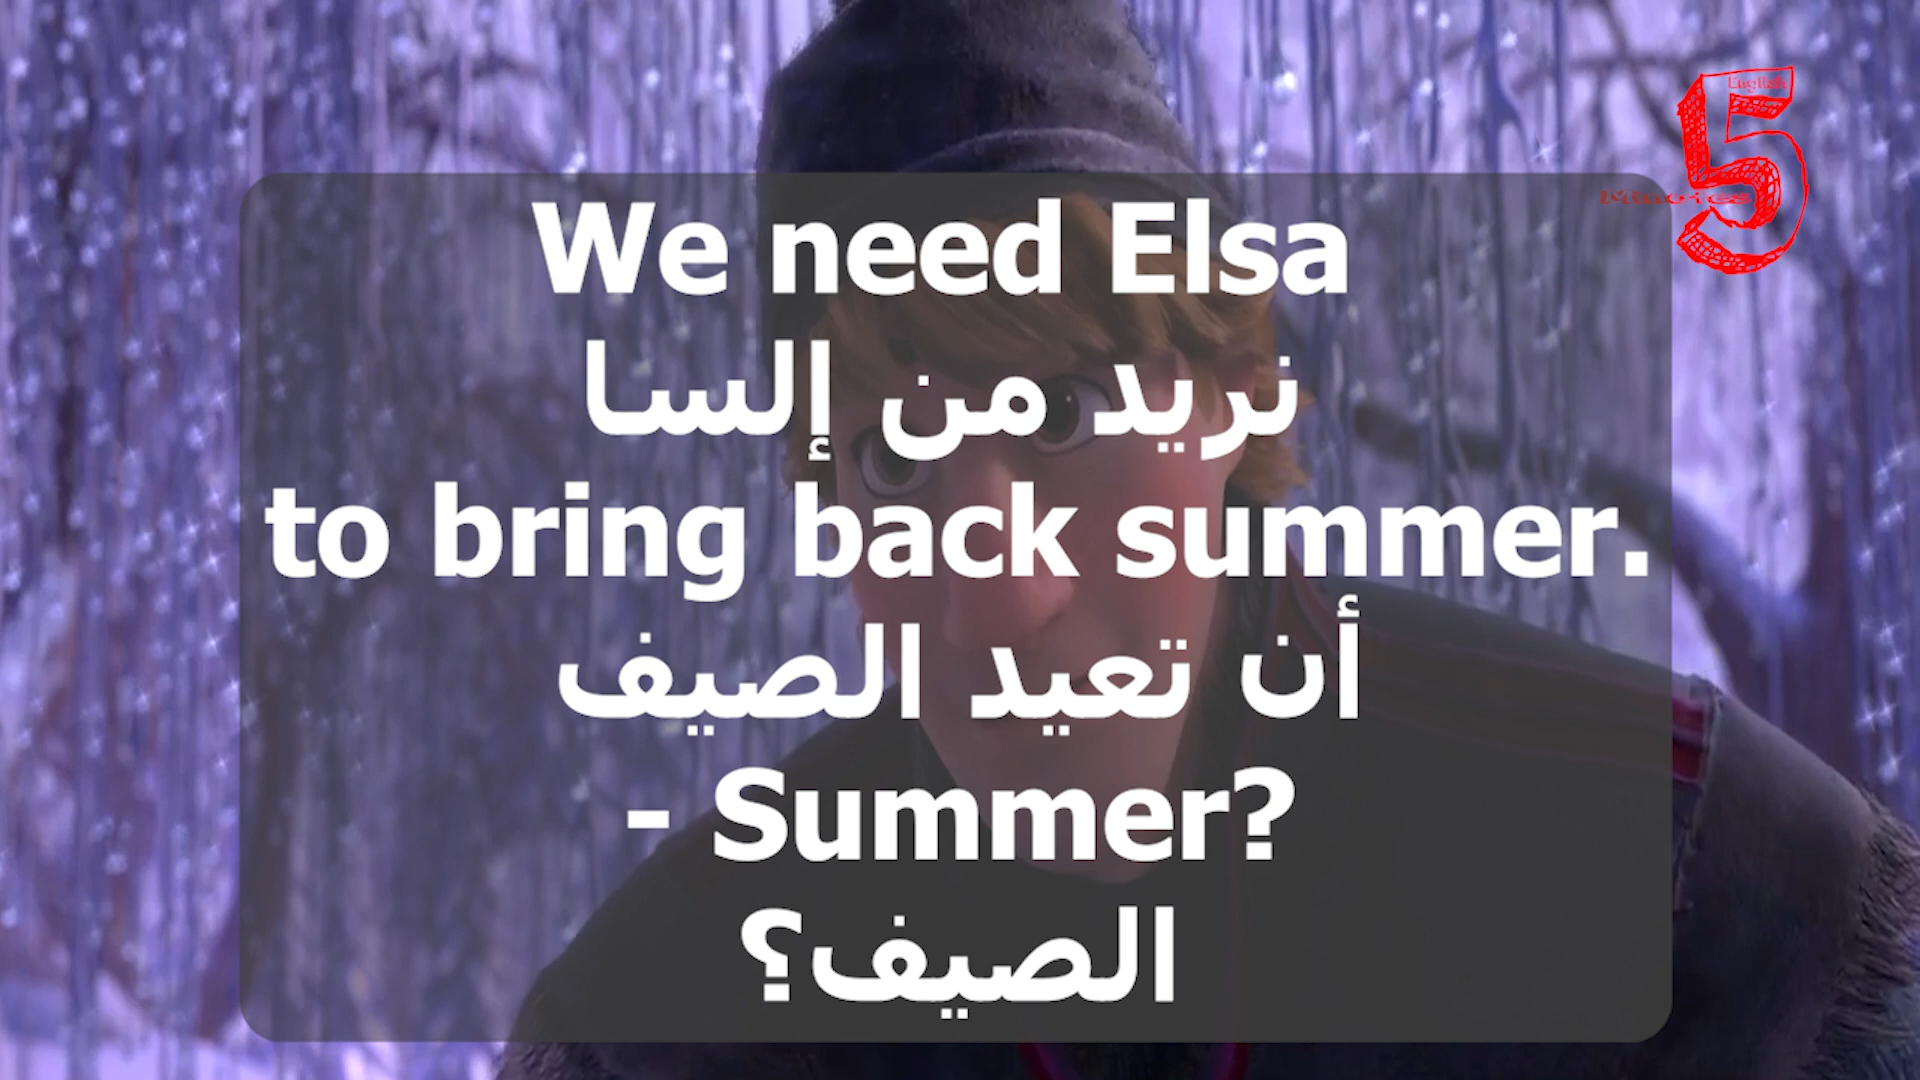 English
5
We need Elsa
نريد من إلسا
to bring back summer.
أن تعيد الصيف
- Summer?
الصيف؟